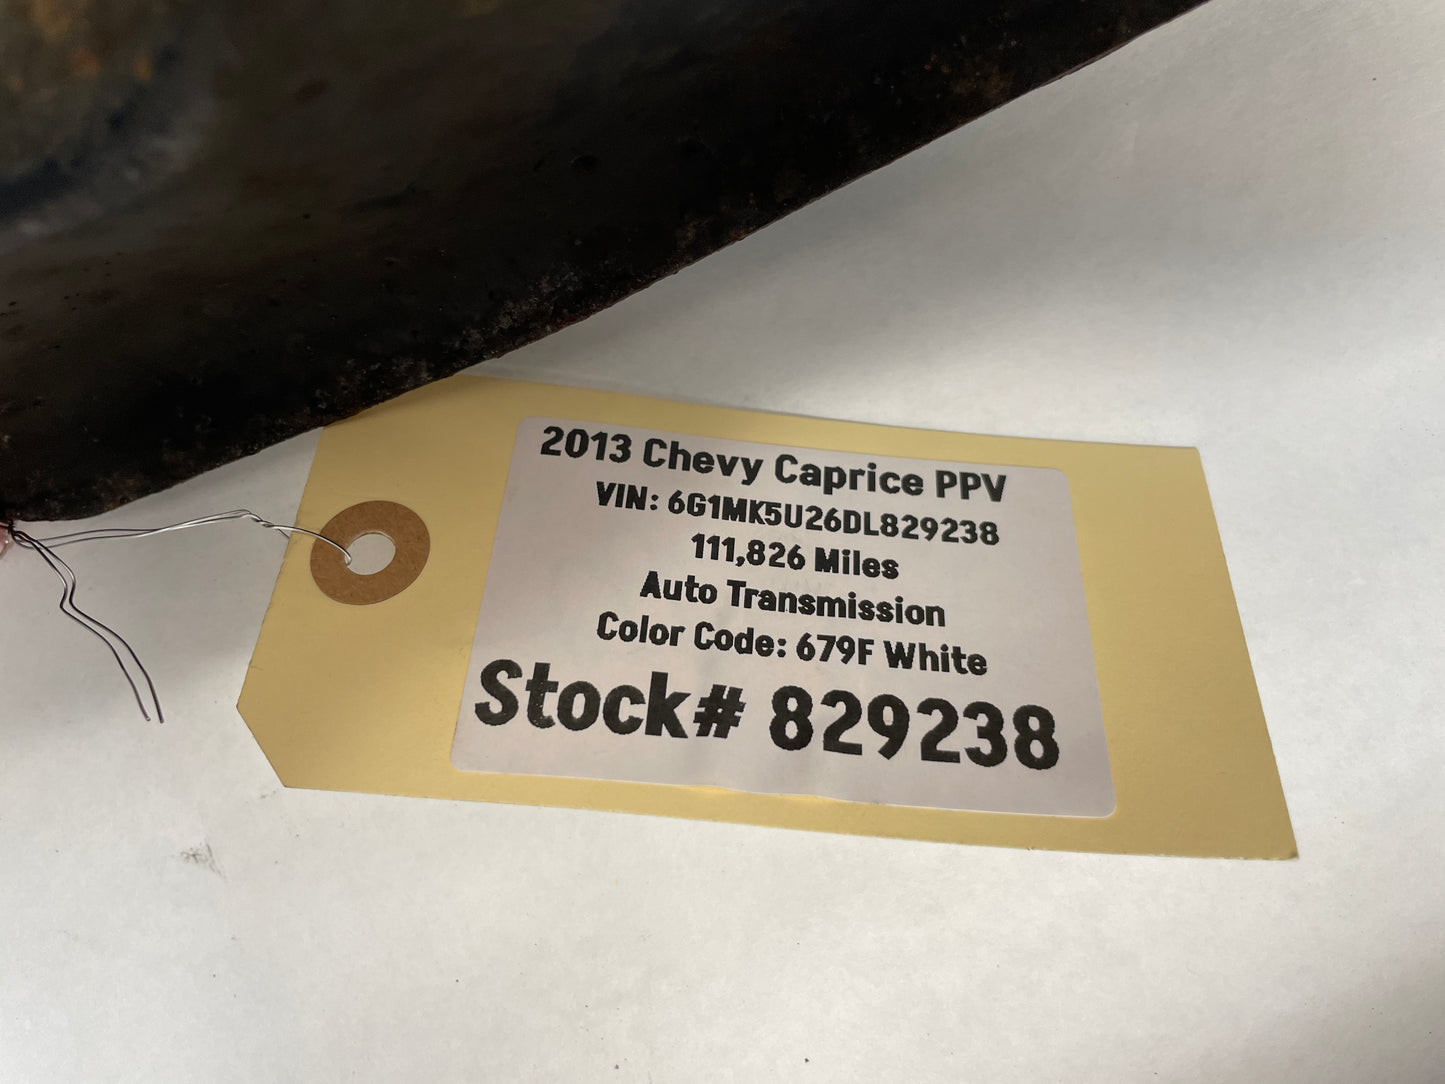 2013 Chevy Caprice PPV
VIN: 6G1MK5U26DL829238
111,826 Miles
Auto Transmission
Color Code: 679F White
Stock# 829238